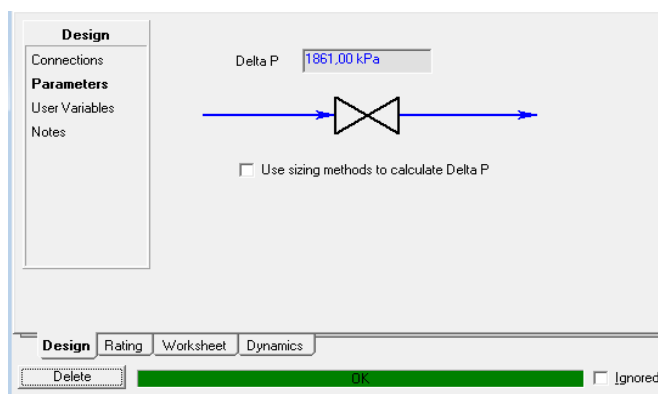 Design
Connections
Parameters
User Variables
Notes
Delta P 1861,00 kPa
Use sizing methods to calculate Delta P
Design Rating Worksheet Dynamics
Delete OK Ignored